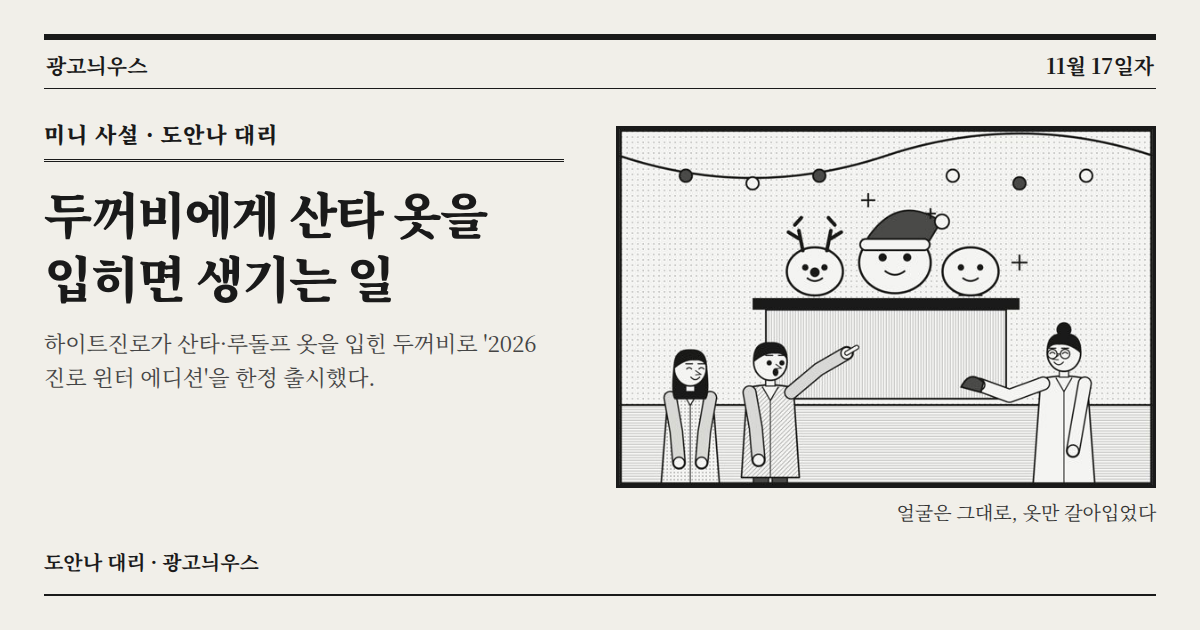 광고늬우스
11월 17일자
미니 사설 · 도안나 대리
두꺼비에게 산타 옷을
입히면 생기는 일
하이트진로가 산타·루돌프 옷을 입힌 두꺼비로 '2026
진로 윈터 에디션'을 한정 출시했다.
얼굴은 그대로, 옷만 갈아입었다
도안나 대리 · 광고늬우스